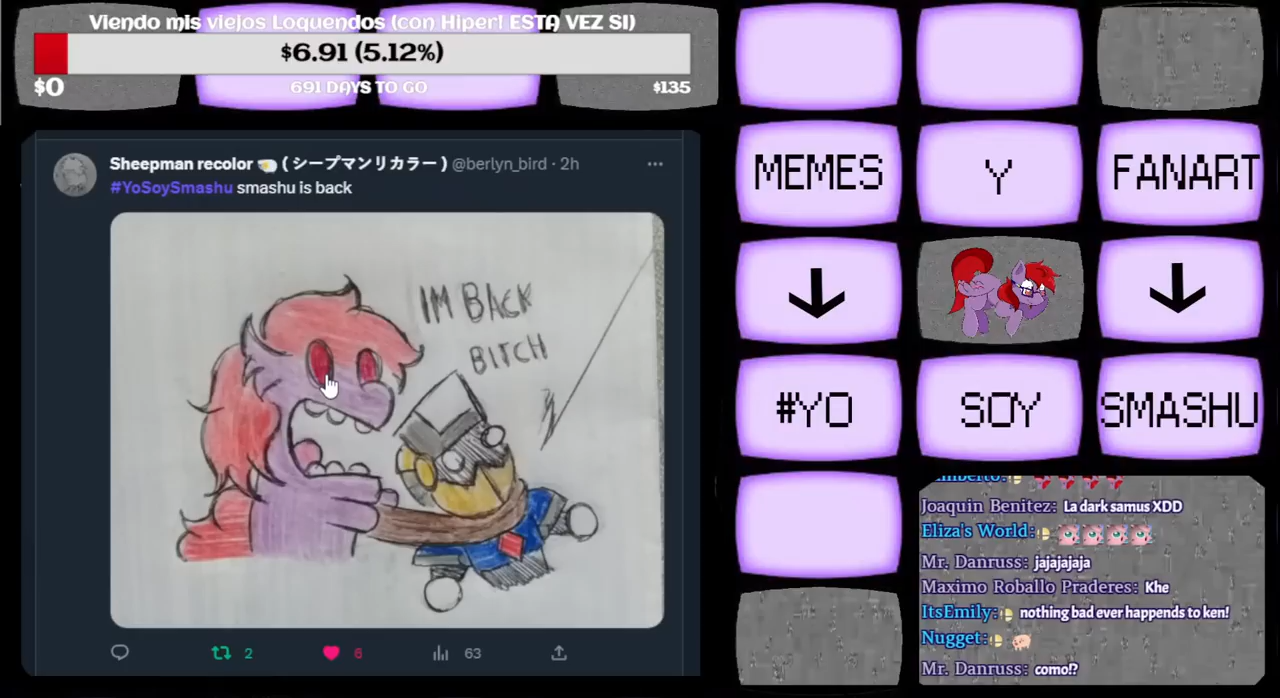 Viendo mis viejos Loquendos (con Hiper! ESTA VEZ SI)
$6.91 (5.12%)
$0
691 DAYS TO GO
$135
Sheepman recolor (シープマンリカラー) @berlyn_bird · 2h
#YoSoySmashu smashu is back
IM BACK
BITCH
2
6
63
MEMES Y FANART
#YO SOY SMASHU
Joaquin Benitez: La dark samus XDD
Eliza's World:
Mr. Danruss: jajajajaja
Maximo Roballo Praderes: Khe
ItsEmily: nothing bad ever happends to ken!
Nugget:
Mr. Danruss: como!?